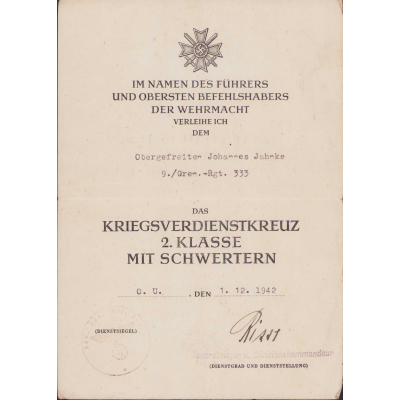 IM NAMEN DES FÜHRERS
UND OBERSTEN BEFEHLSHABERS
DER WEHRMACHT
VERLEIHE ICH
DEM
Obergefreiten Johannes Jahnke
9./Gren.-Rgt. 333
DAS
KRIEGSVERDIENSTKREUZ
2. KLASSE
MIT SCHWERTERN
O. U. , DEN 1. 12. 1942
(DIENSTSIEGEL)
(DIENSTGRAD UND DIENSTSTELLUNG)